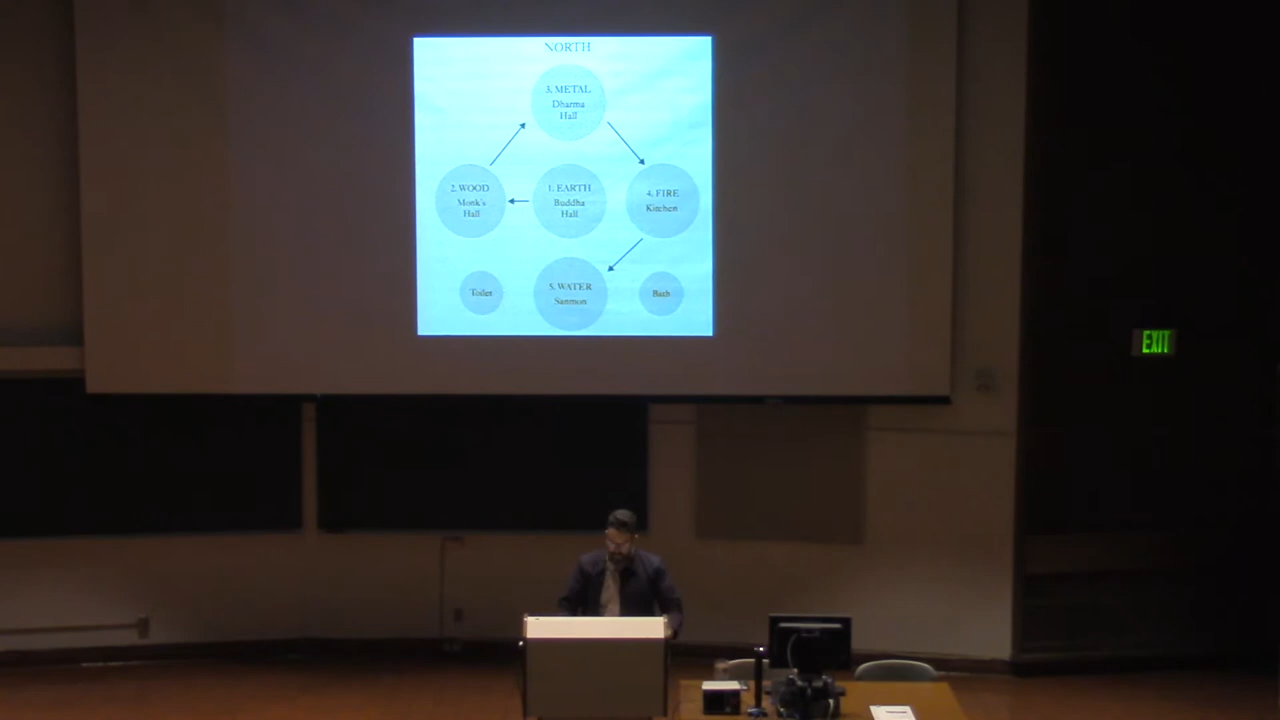 NORTH
3. METAL
Dharma
Hall
2. WOOD
Monk's
Hall
1. EARTH
Buddha
Hall
4. FIRE
Kitchen
Toilet
5. WATER
Sanmon
Bath
EXIT